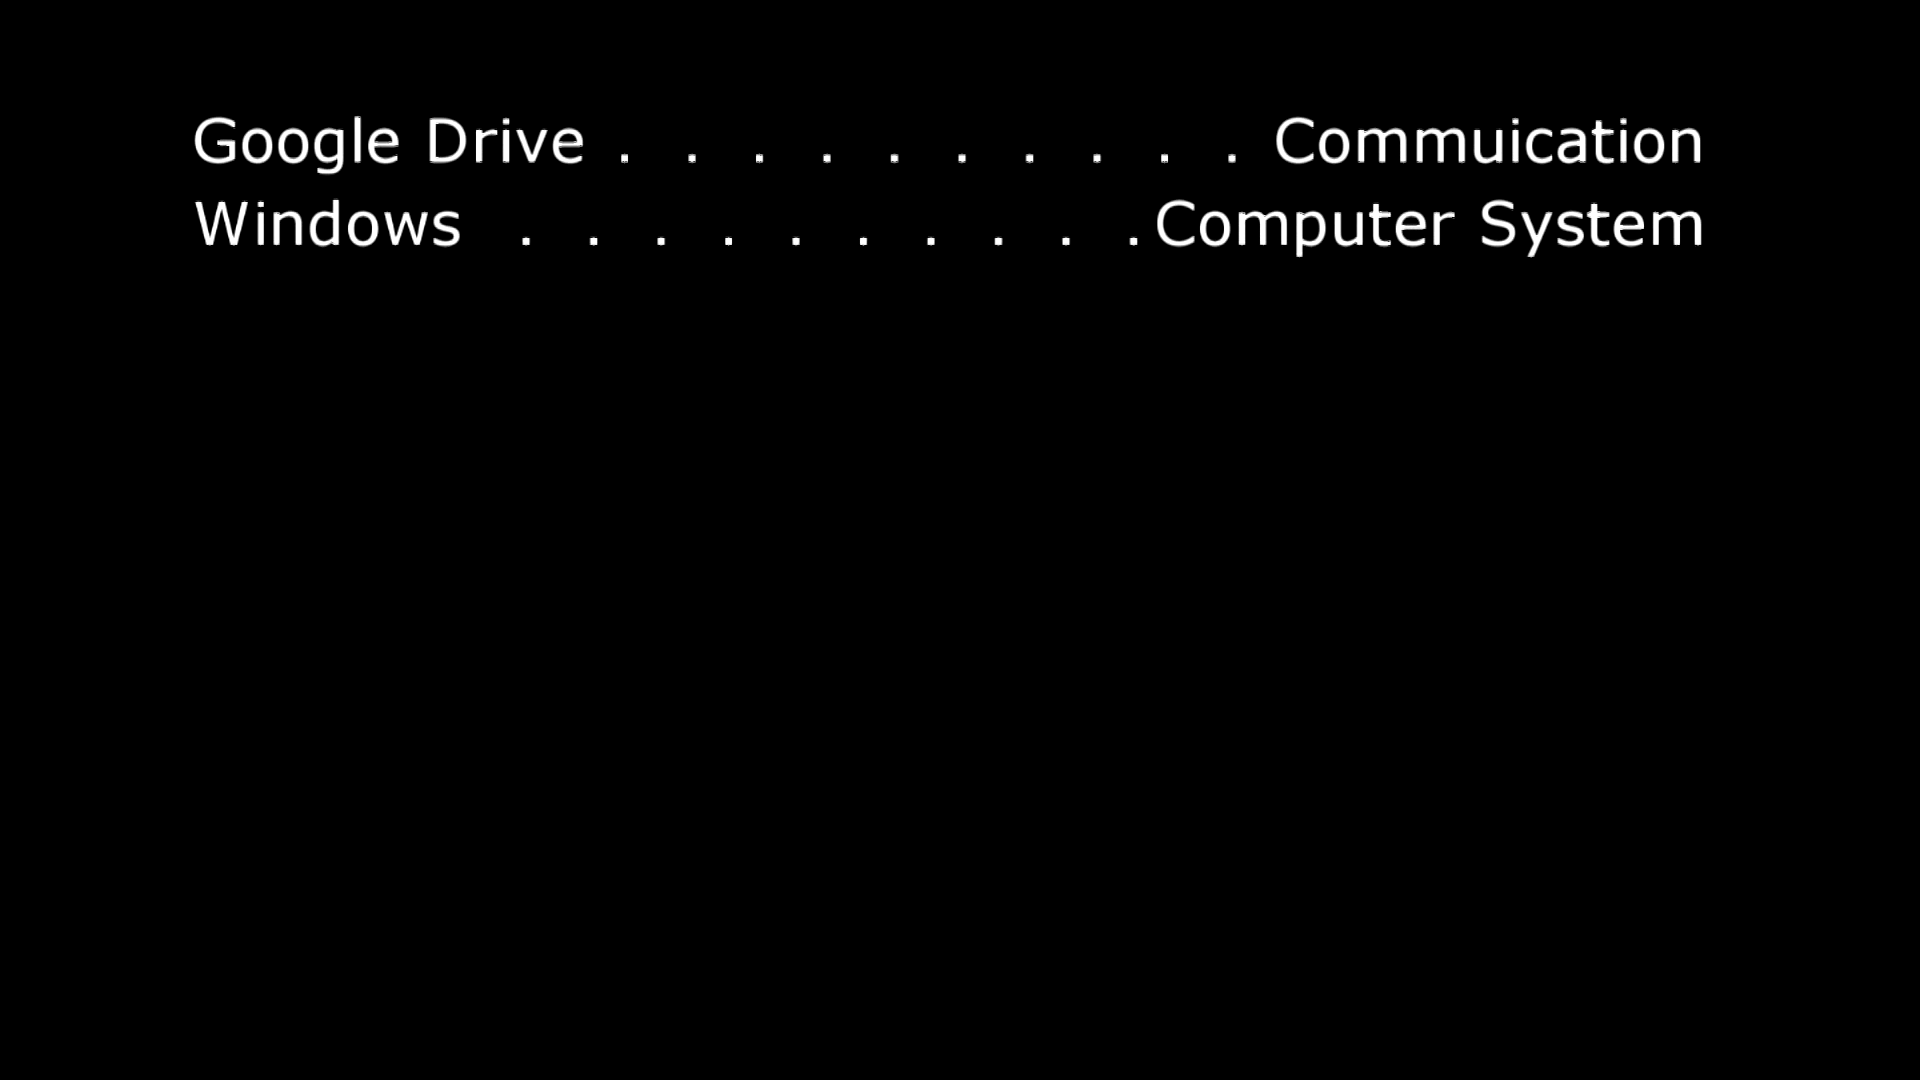 Google Drive . . . . . . . . . . Commuication
Windows . . . . . . . . . . Computer System